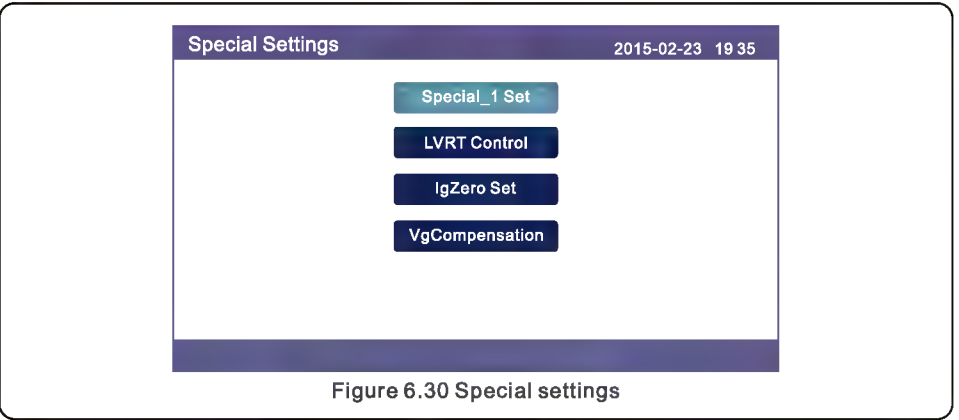 Special Settings
2015-02-23 19 35
Special_1 Set
LVRT Control
IgZero Set
VgCompensation
Figure 6.30 Special settings